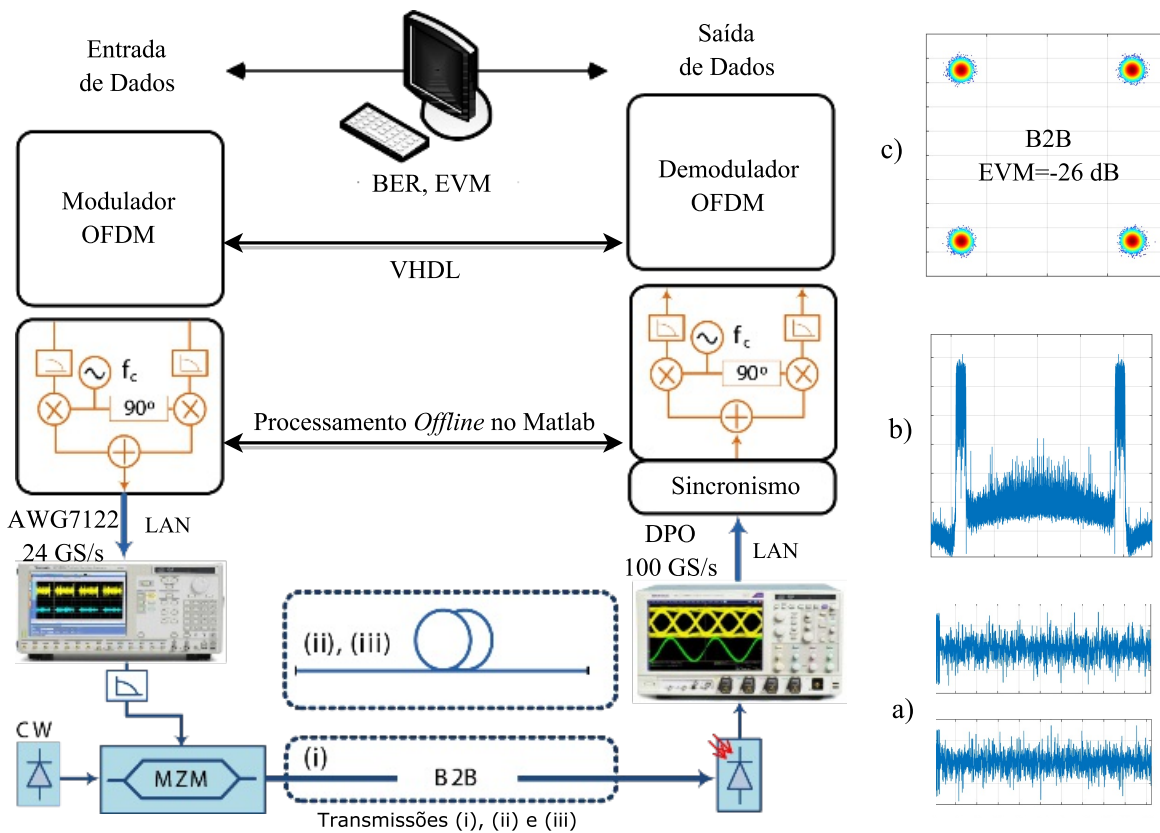 Entrada
de Dados
Saída
de Dados
BER, EVM
Modulador
OFDM
Demodulador
OFDM
VHDL
fc
90º
fc
90º
Processamento Offline no Matlab
Sincronismo
AWG7122
24 GS/s
LAN
DPO
100 GS/s
LAN
(ii), (iii)
CW
MZM
(i)
B2B
Transmissões (i), (ii) e (iii)
c)
B2B
EVM=-26 dB
b)
a)